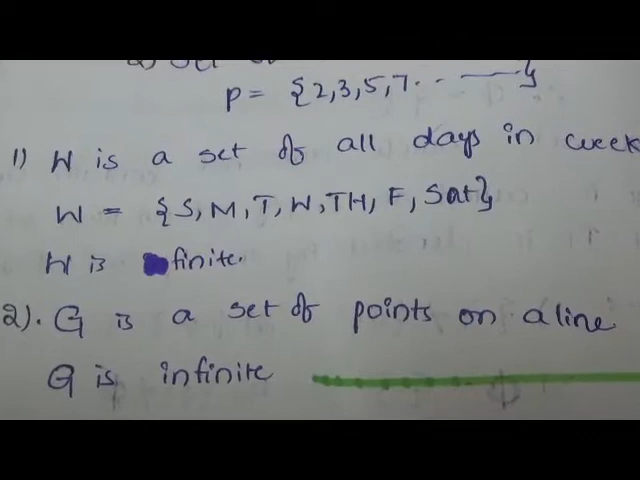 P = {2,3,5,7.. ——}
1) W is a set of all days in week
W = {S, M, T, W, TH, F, Sat}
W is finite.
2). G is a set of points on a line
G is infinite